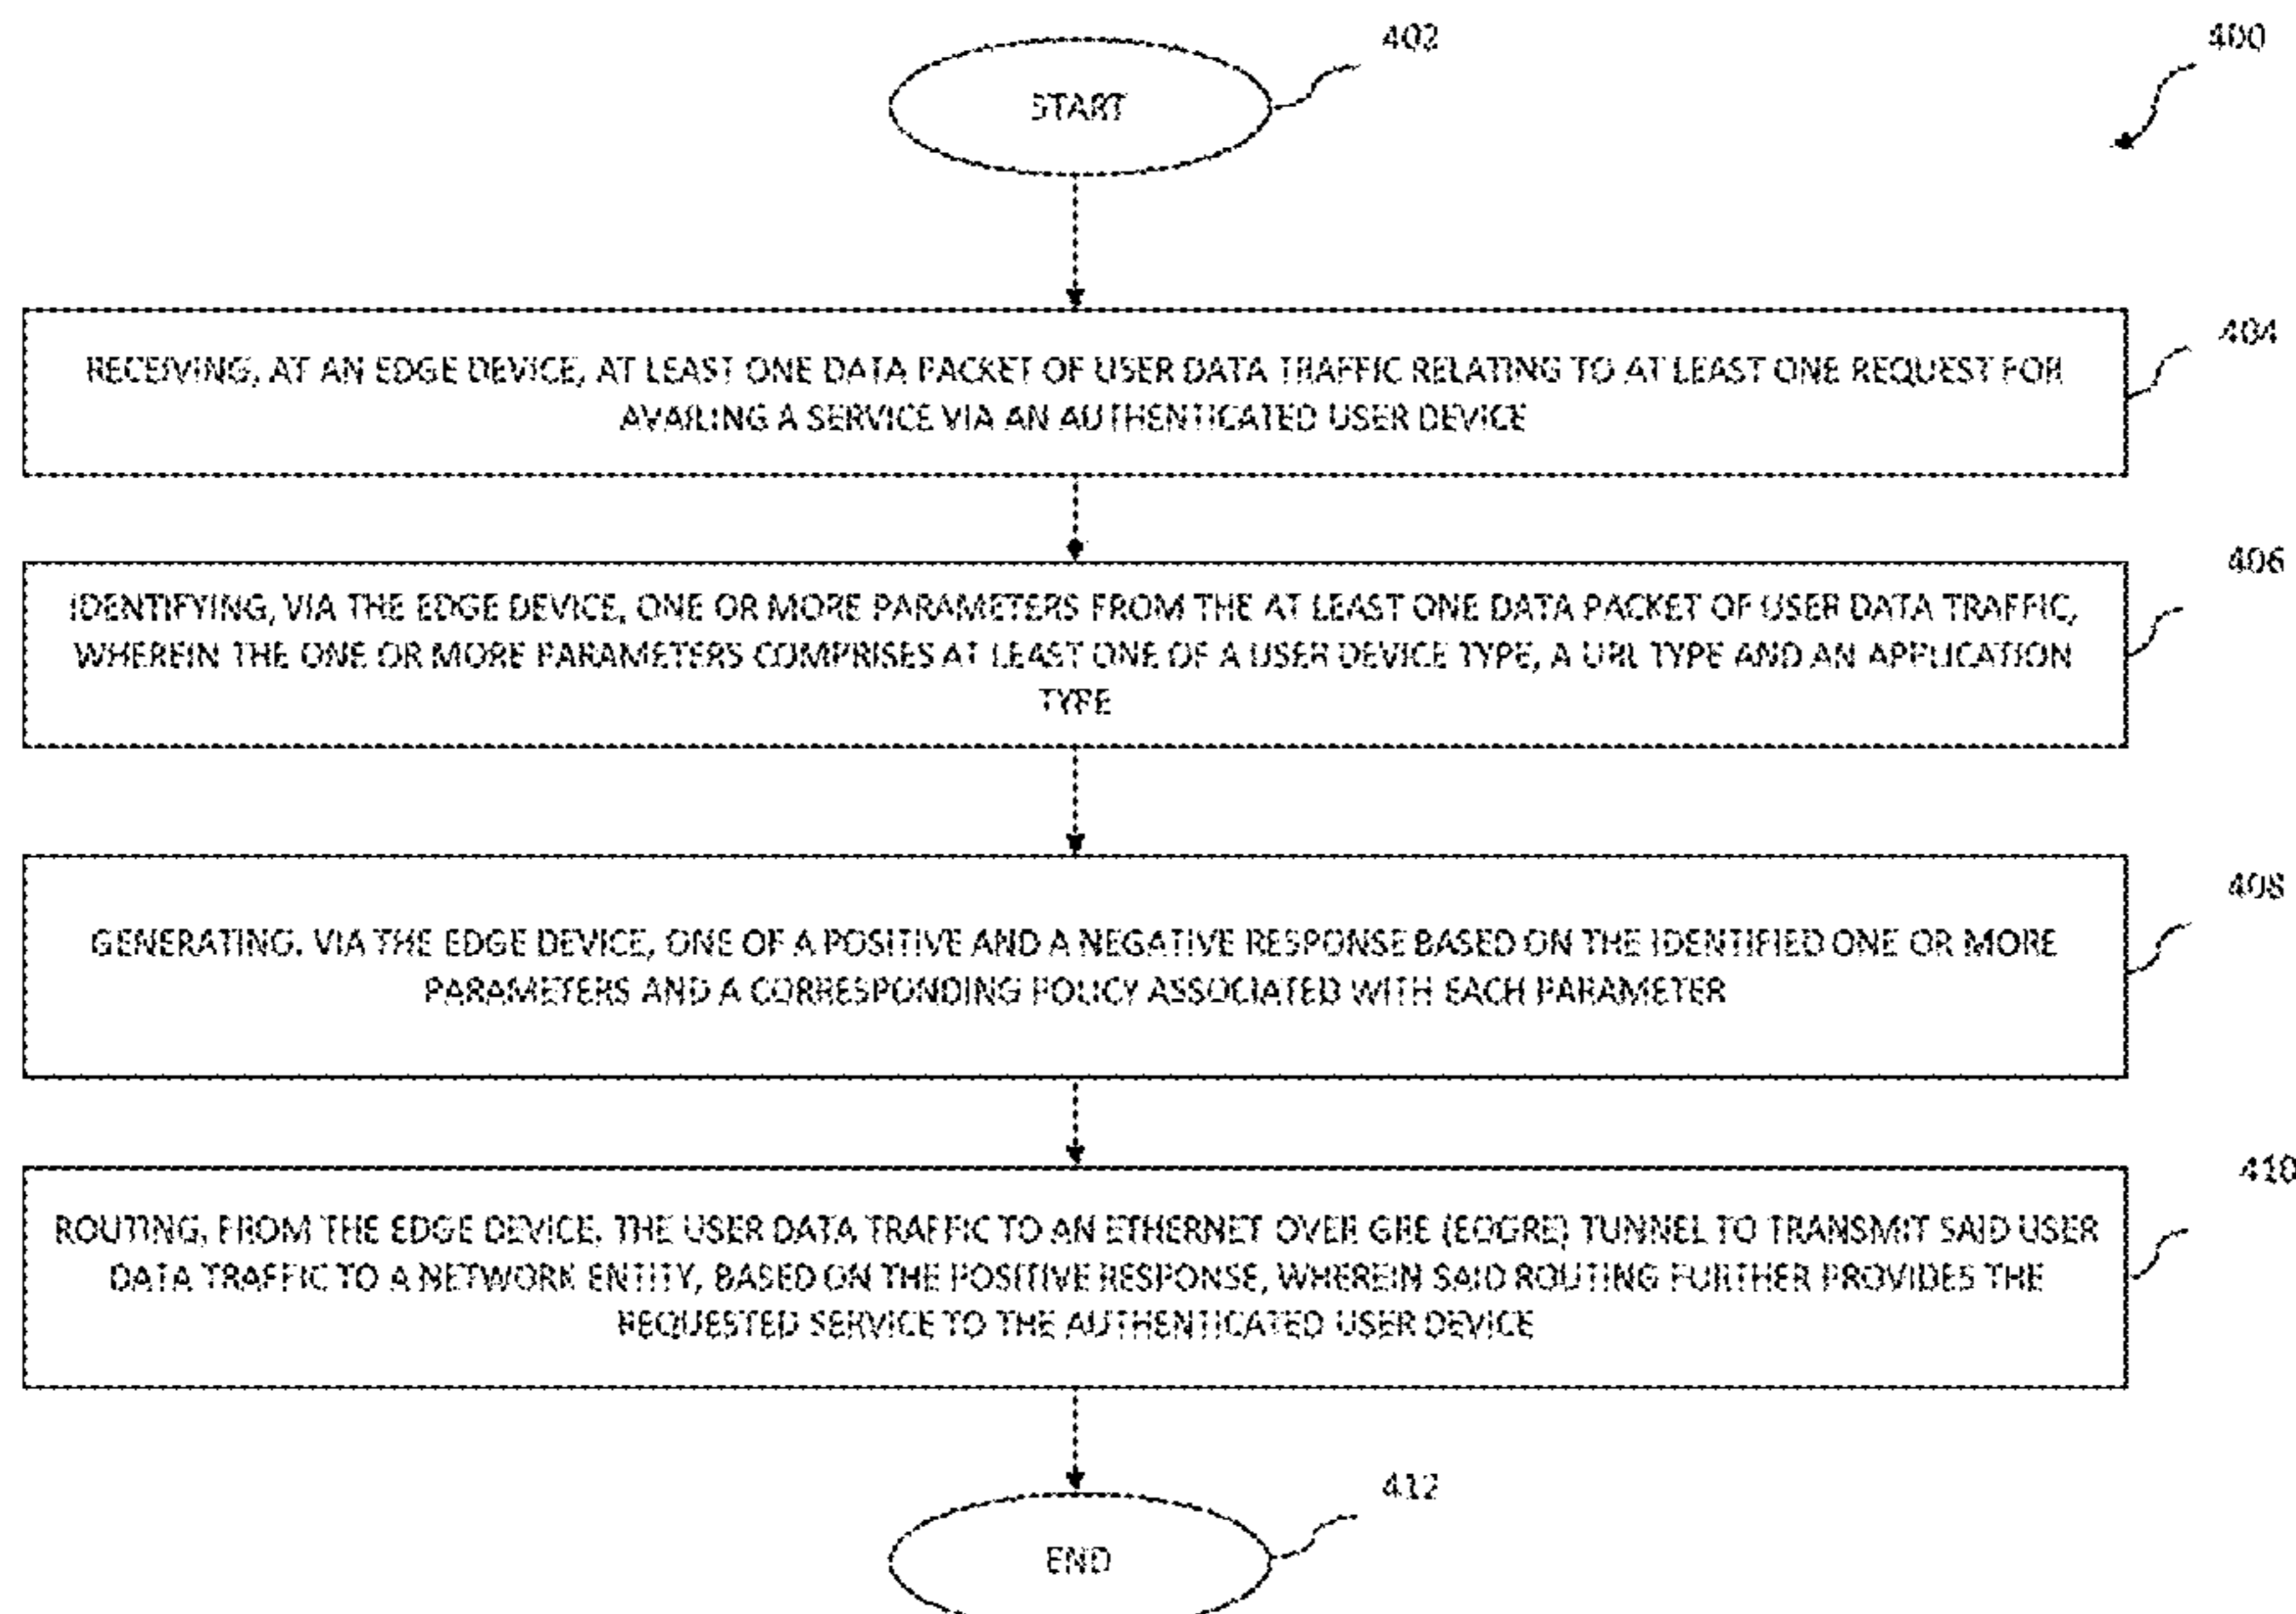 402
400
START
404
RECEIVING, AT AN EDGE DEVICE, AT LEAST ONE DATA PACKET OF USER DATA TRAFFIC RELATING TO AT LEAST ONE REQUEST FOR
AVAILING A SERVICE VIA AN AUTHENTICATED USER DEVICE
406
IDENTIFYING, VIA THE EDGE DEVICE, ONE OR MORE PARAMETERS FROM THE AT LEAST ONE DATA PACKET OF USER DATA TRAFFIC,
WHEREIN THE ONE OR MORE PARAMETERS COMPRISES AT LEAST ONE OF A USER DEVICE TYPE, A URL TYPE AND AN APPLICATION
TYPE
408
GENERATING, VIA THE EDGE DEVICE, ONE OF A POSITIVE AND A NEGATIVE RESPONSE BASED ON THE IDENTIFIED ONE OR MORE
PARAMETERS AND A CORRESPONDING POLICY ASSOCIATED WITH EACH PARAMETER
410
ROUTING, FROM THE EDGE DEVICE, THE USER DATA TRAFFIC TO AN ETHERNET OVER GRE (EOGRE) TUNNEL TO TRANSMIT SAID USER
DATA TRAFFIC TO A NETWORK ENTITY, BASED ON THE POSITIVE RESPONSE, WHEREIN SAID ROUTING FURTHER PROVIDES THE
REQUESTED SERVICE TO THE AUTHENTICATED USER DEVICE
412
END